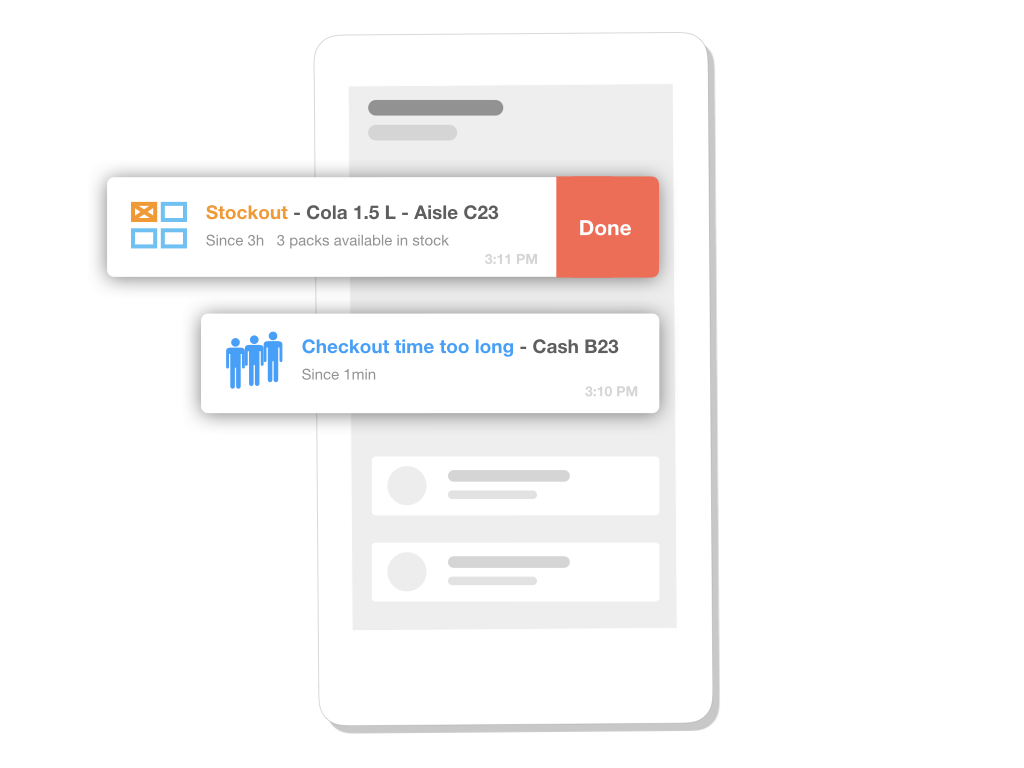 Stockout - Cola 1.5 L - Aisle C23
Since 3h   3 packs available in stock
3:11 PM
Done
Checkout time too long - Cash B23
Since 1min
3:10 PM